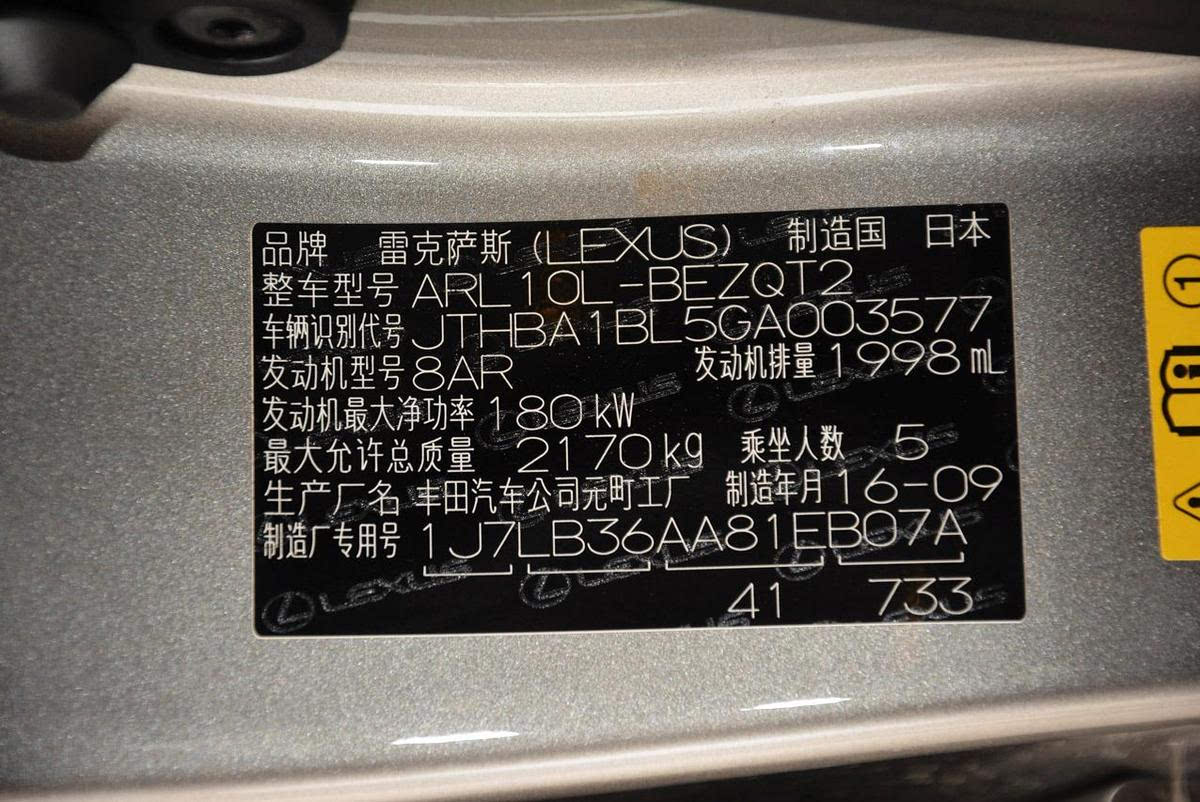 品牌 雷克萨斯 (LEXUS) 制造国 日本
整车型号 ARL10L-BEZQT2
车辆识别代号 JTHBA1BL5GA003577
发动机型号 8AR 发动机排量 1998 mL
发动机最大净功率 180 kW
最大允许总质量 2170 kg 乘坐人数 5
生产厂名 丰田汽车公司元町工厂 制造年月 16-09
制造厂专用号 1J7LB36AA81EB07A
41 733
LEXUS
1